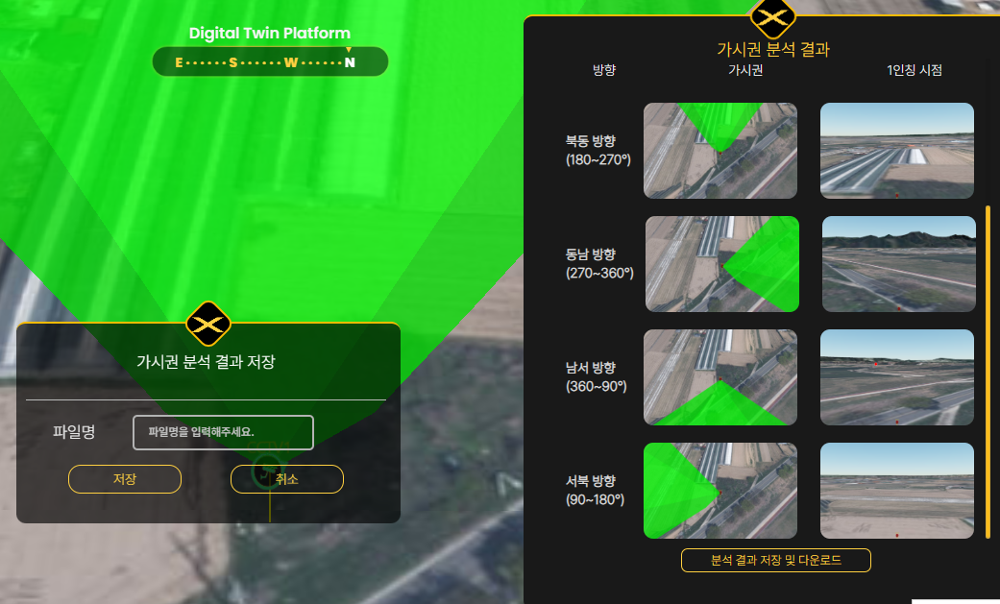 Digital Twin Platform
E······S······W······N
가시권 분석 결과
방향 가시권 1인칭 시점
북동 방향
(180~270°)
동남 방향
(270~360°)
남서 방향
(360~90°)
서북 방향
(90~180°)
분석 결과 저장 및 다운로드
가시권 분석 결과 저장
파일명 파일명을 입력해주세요.
저장 취소